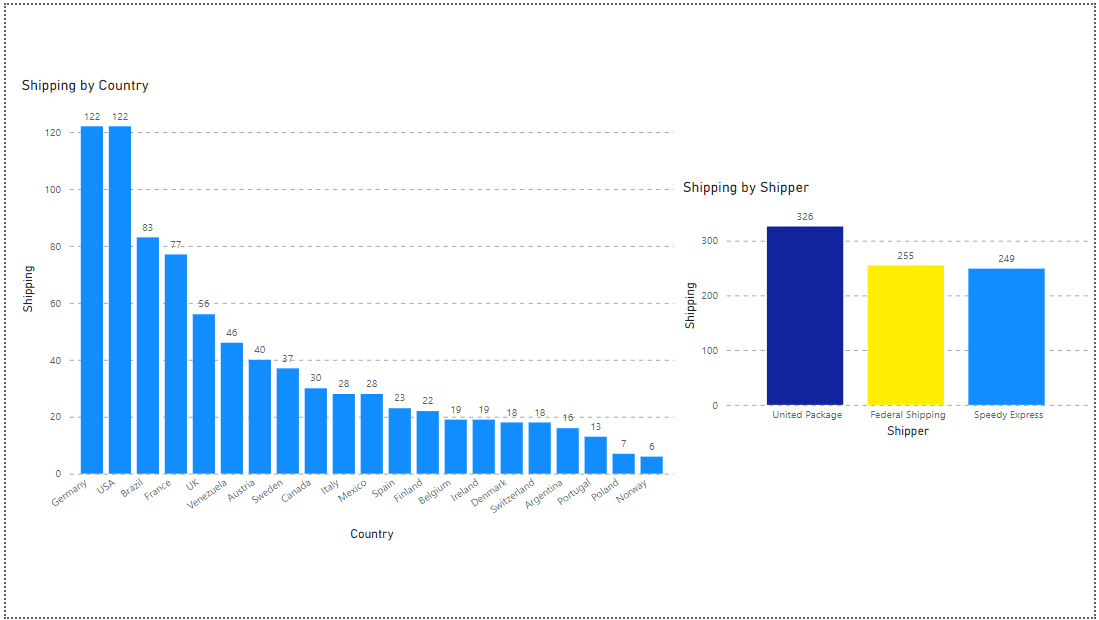 Shipping by Country
Shipping
120
100
80
60
40
20
0
122 122 83 77 56 46 40 37 30 28 28 23 22 19 19 18 18 16 13 7 6
Germany USA Brazil France UK Venezuela Austria Sweden Canada Italy Mexico Spain Finland Belgium Ireland Denmark Switzerland Argentina Portugal Poland Norway
Country
Shipping by Shipper
Shipping
300
200
100
0
326 255 249
United Package Federal Shipping Speedy Express
Shipper